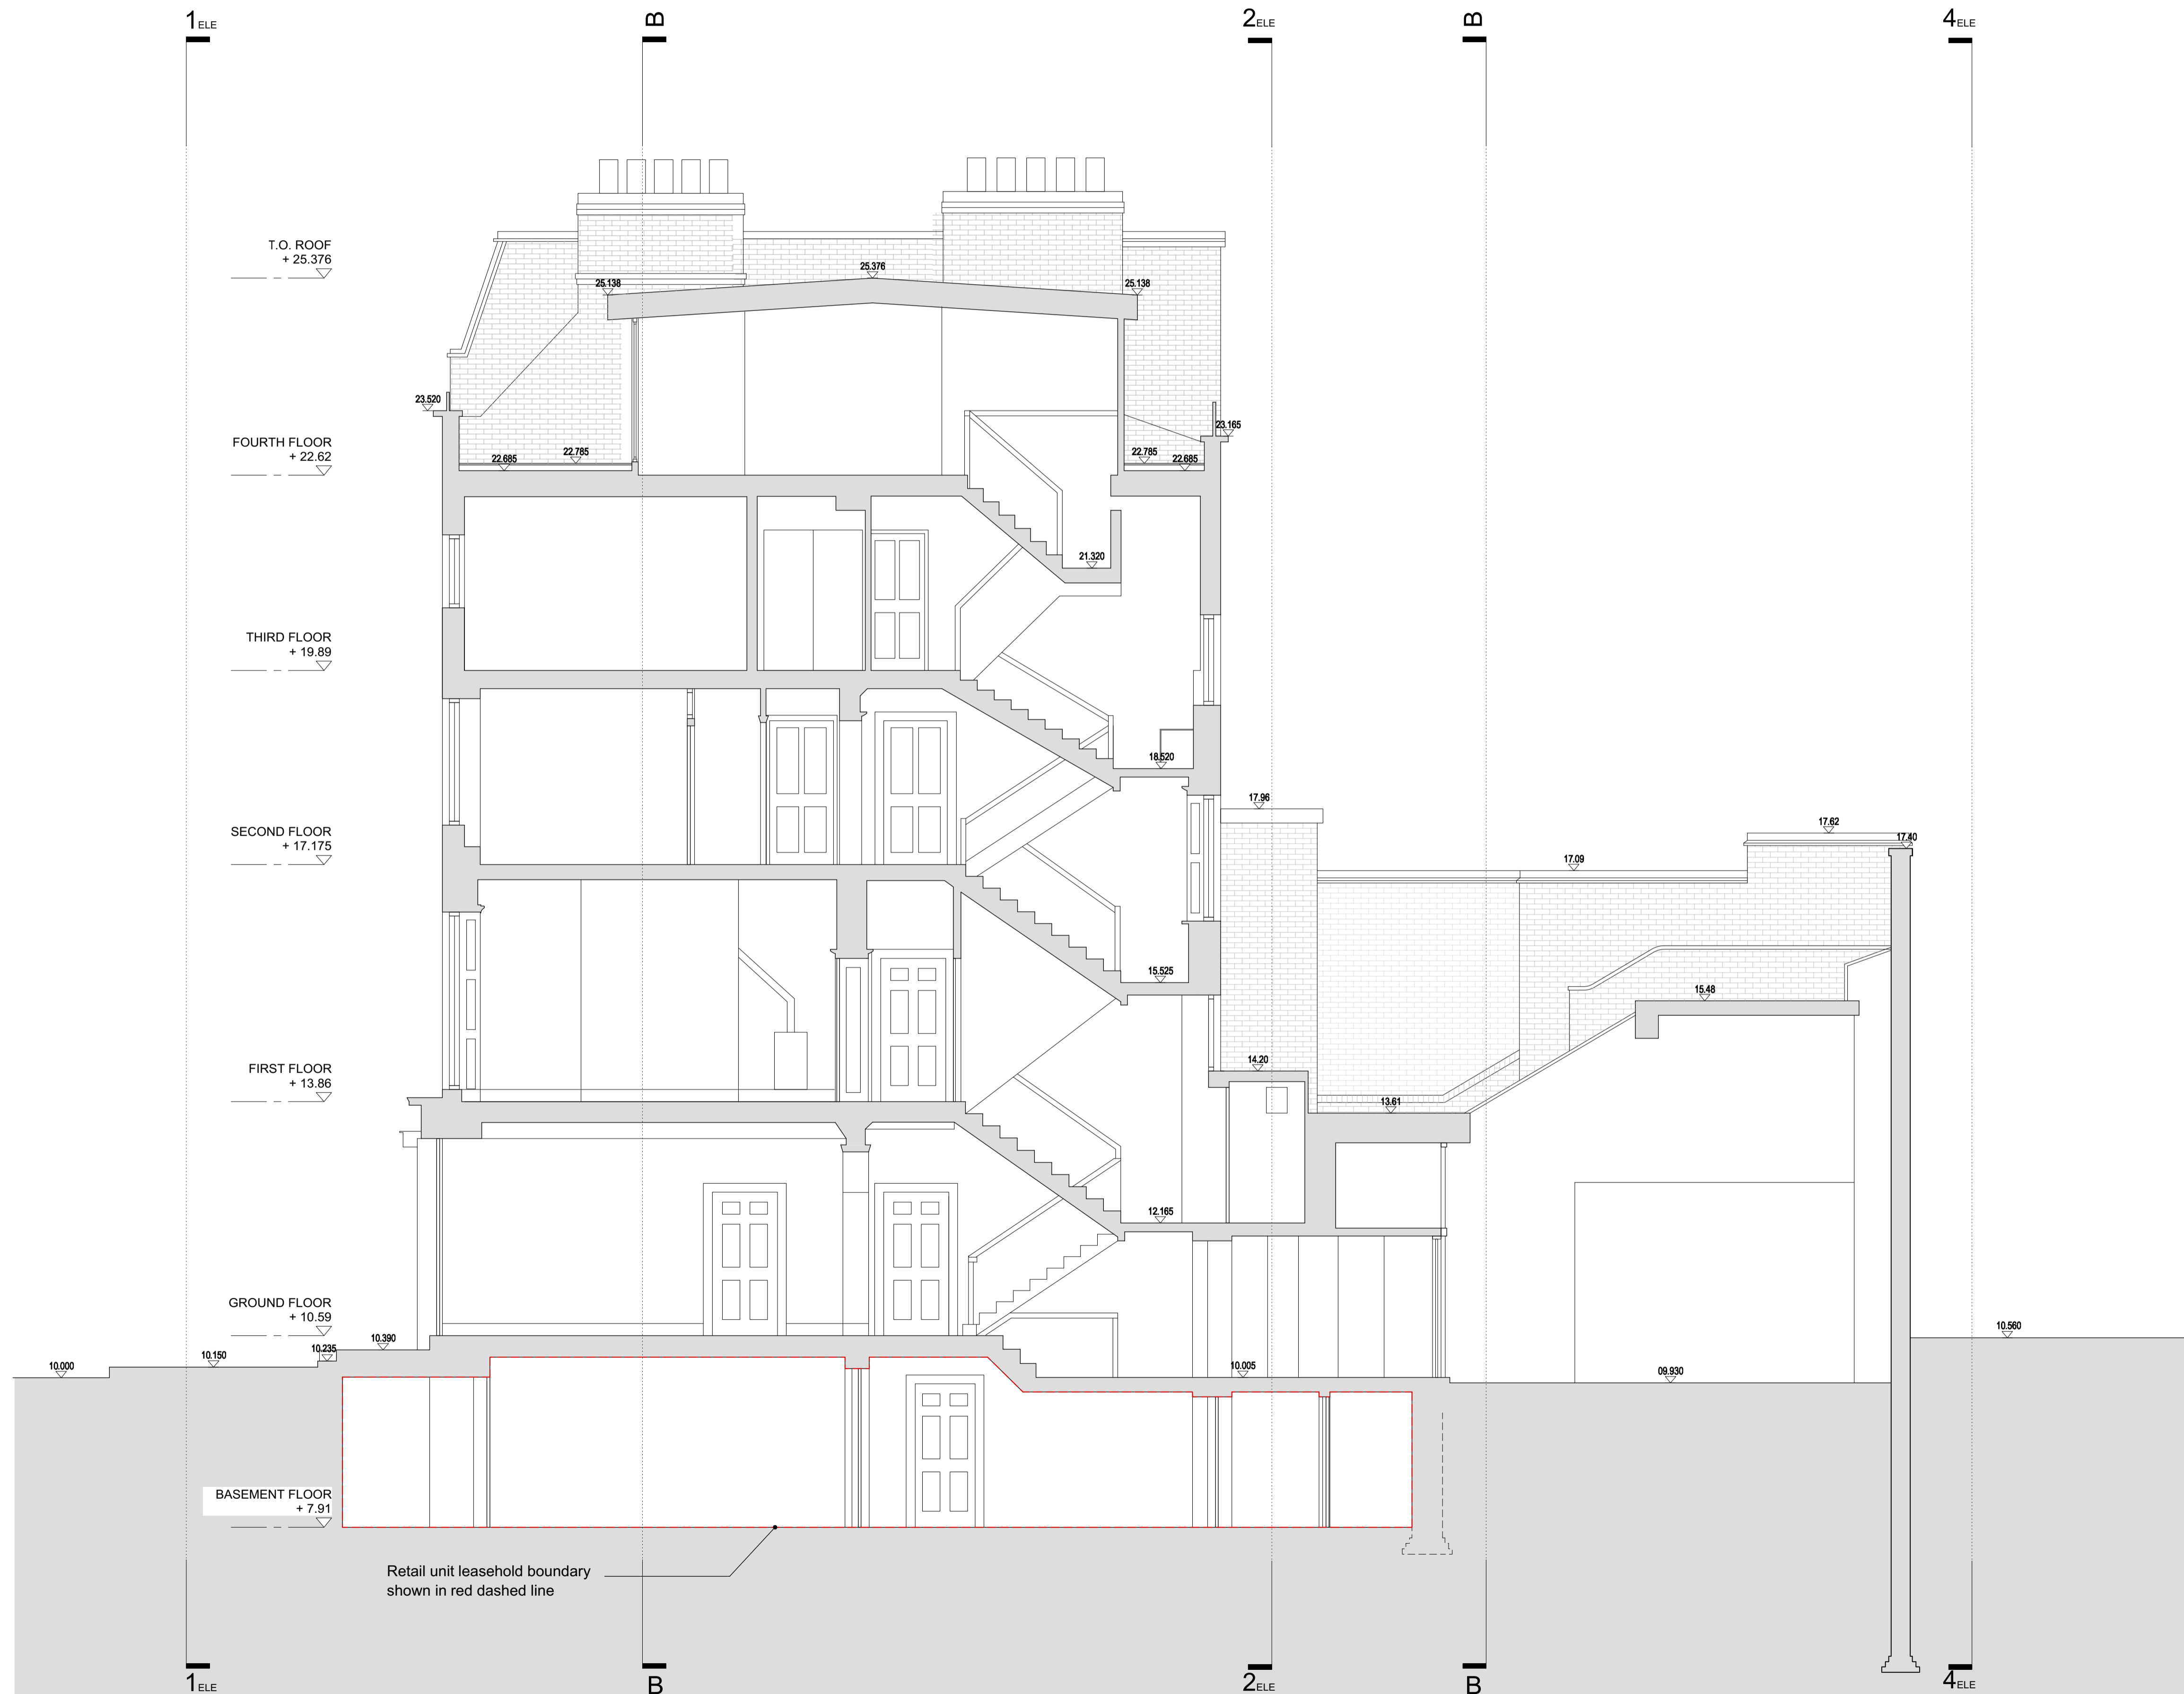 1ELE
B
2ELE
B
4ELE
T.O. ROOF
+ 25.376
25.376
25.138
25.138
23.520
23.165
FOURTH FLOOR
+ 22.62
22.685
22.785
22.785
22.685
21.320
THIRD FLOOR
+ 19.89
18.520
17.96
17.62
17.40
SECOND FLOOR
+ 17.175
17.09
15.525
15.48
14.20
FIRST FLOOR
+ 13.86
13.61
12.165
GROUND FLOOR
+ 10.59
10.560
10.390
10.235
10.150
10.000
10.005
09.930
BASEMENT FLOOR
+ 7.91
Retail unit leasehold boundary
shown in red dashed line
1ELE
B
2ELE
B
4ELE